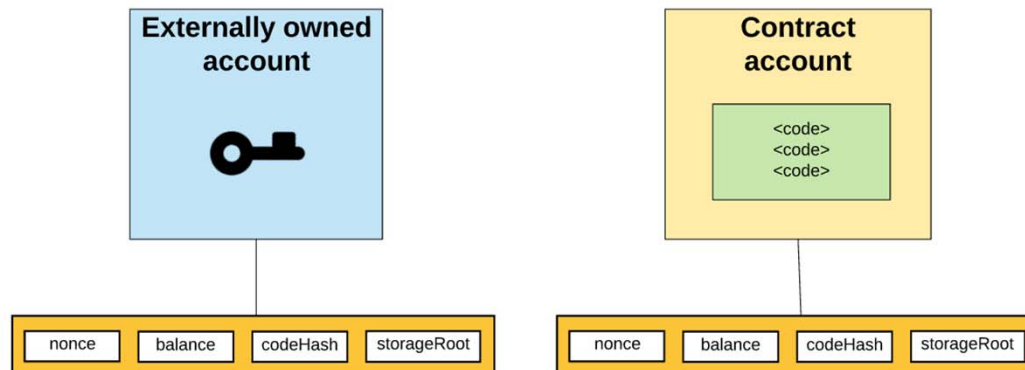 Externally owned
account
Contract
account
<code>
<code>
<code>
nonce balance codeHash storageRoot
nonce balance codeHash storageRoot